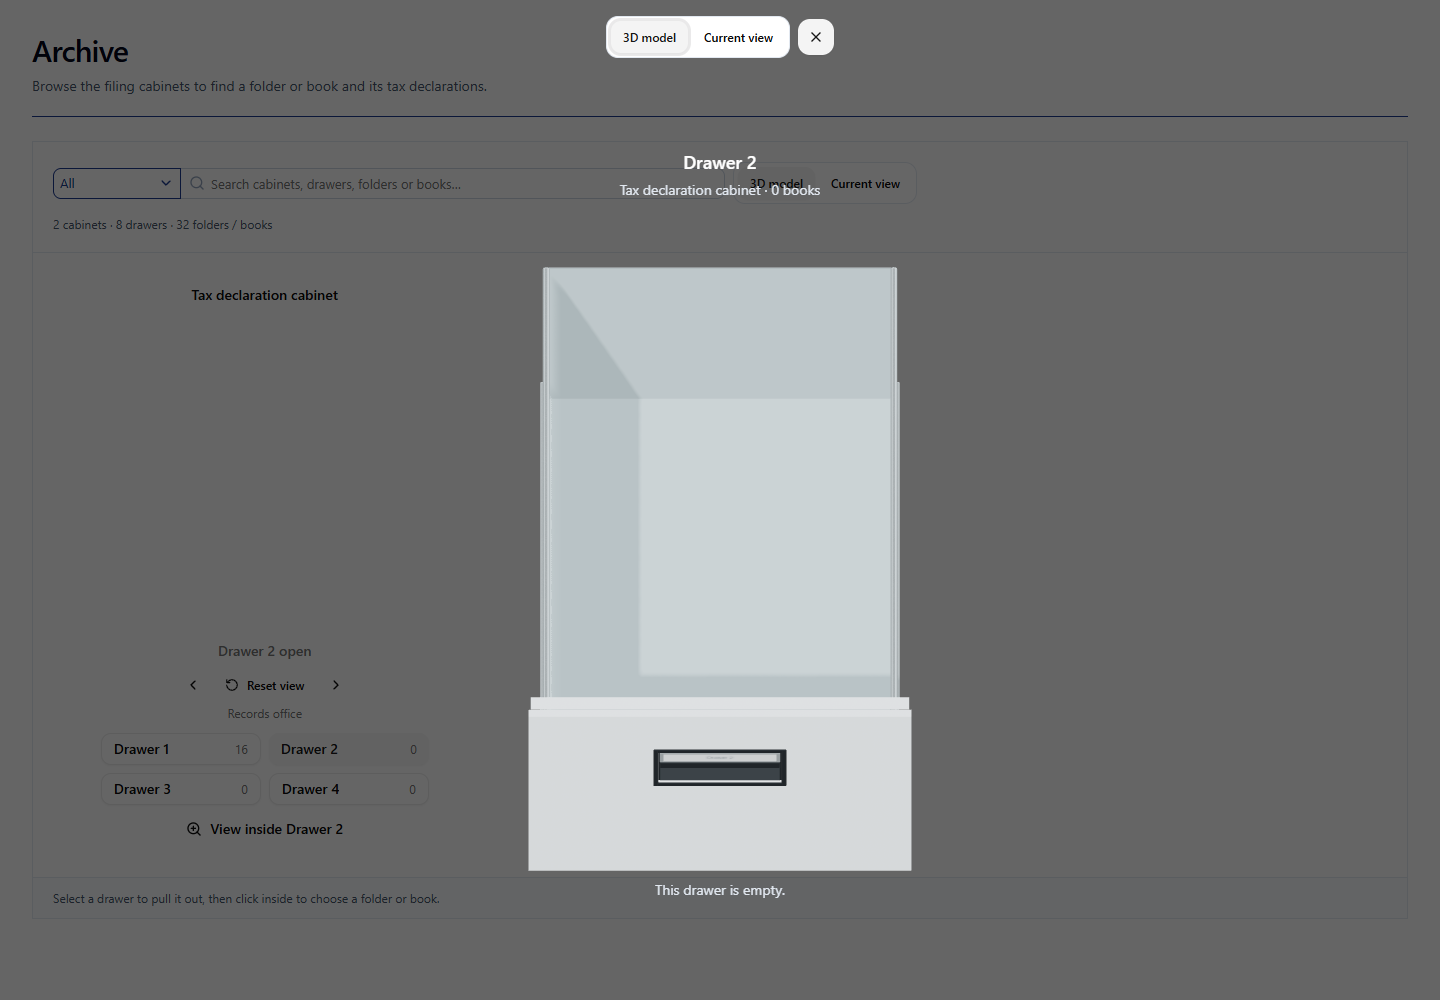 3D model
Current view
Archive
Browse the filing cabinets to find a folder or book and its tax declarations.
Drawer 2
Tax declaration cabinet · 0 books
All
Search cabinets, drawers, folders or books...
3D model
Current view
2 cabinets · 8 drawers · 32 folders / books
Tax declaration cabinet
Drawer 2 open
Reset view
Records office
Drawer 1 16
Drawer 2 0
Drawer 3 0
Drawer 4 0
View inside Drawer 2
This drawer is empty.
Select a drawer to pull it out, then click inside to choose a folder or book.